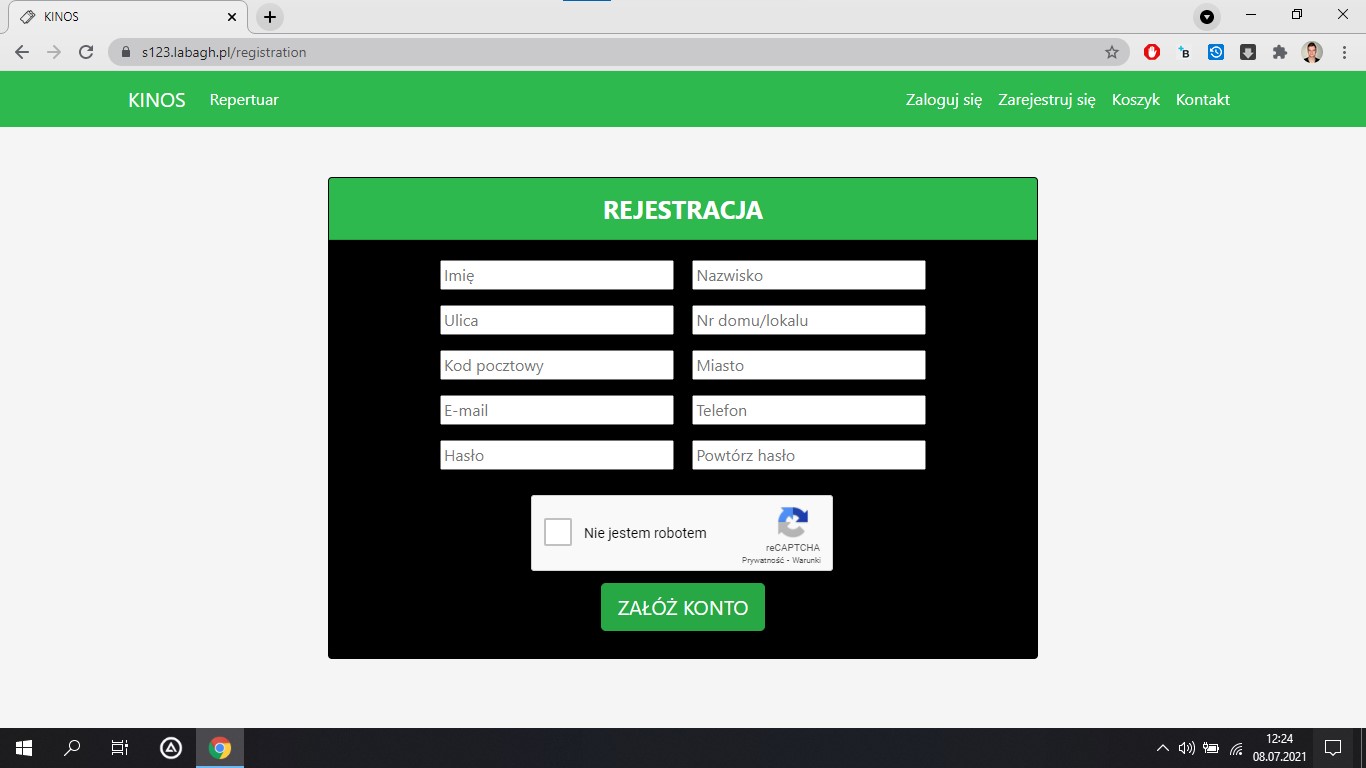 KINOS
s123.labagh.pl/registration
KINOS Repertuar Zaloguj się Zarejestruj się Koszyk Kontakt
REJESTRACJA
Imię Nazwisko
Ulica Nr domu/lokalu
Kod pocztowy Miasto
E-mail Telefon
Hasło Powtórz hasło
Nie jestem robotem
reCAPTCHA
Prywatność - Warunki
ZAŁÓŻ KONTO
12:24
08.07.2021